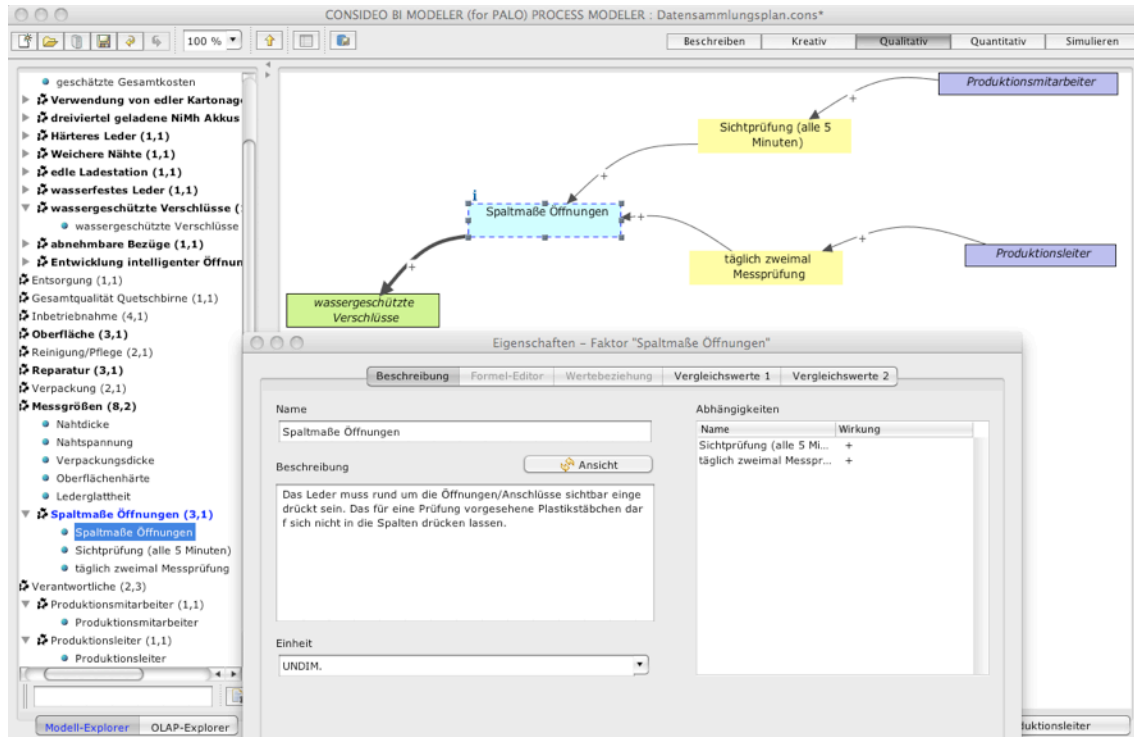 CONSIDEO BI MODELER (for PALO) PROCESS MODELER : Datensammlungsplan.cons*
100 %
Beschreiben
Kreativ
Qualitativ
Quantitativ
Simulieren
geschätzte Gesamtkosten
Verwendung von edler Kartonag
dreiviertel geladene NiMh Akkus
Härteres Leder (1,1)
Weichere Nähte (1,1)
edle Ladestation (1,1)
wasserfestes Leder (1,1)
wassergeschützte Verschlüsse (
wassergeschützte Verschlüsse
abnehmbare Bezüge (1,1)
Entwicklung intelligenter Öffnun
Entsorgung (1,1)
Gesamtqualität Quetschbirne (1,1)
Inbetriebnahme (4,1)
Oberfläche (3,1)
Reinigung/Pflege (2,1)
Reparatur (3,1)
Verpackung (2,1)
Messgrößen (8,2)
Nahtdicke
Nahtspannung
Verpackungsdicke
Oberflächenhärte
Lederglattheit
Spaltmaße Öffnungen (3,1)
Spaltmaße Öffnungen
Sichtprüfung (alle 5 Minuten)
täglich zweimal Messprüfung
Verantwortliche (2,3)
Produktionsmitarbeiter (1,1)
Produktionsmitarbeiter
Produktionsleiter (1,1)
Produktionsleiter
Modell-Explorer
OLAP-Explorer
Produktionsmitarbeiter
+
Sichtprüfung (alle 5
Minuten)
+
i
Spaltmaße Öffnungen
+
+
Produktionsleiter
täglich zweimal
Messprüfung
+
wassergeschützte
Verschlüsse
Eigenschaften – Faktor "Spaltmaße Öffnungen"
Beschreibung
Formel-Editor
Wertebeziehung
Vergleichswerte 1
Vergleichswerte 2
Name
Spaltmaße Öffnungen
Beschreibung
Ansicht
Das Leder muss rund um die Öffnungen/Anschlüsse sichtbar einge
drückt sein. Das für eine Prüfung vorgesehene Plastikstäbchen dar
f sich nicht in die Spalten drücken lassen.
Einheit
UNDIM.
Abhängigkeiten
Name Wirkung
Sichtprüfung (alle 5 Mi... +
täglich zweimal Messpr... +
duktionsleiter